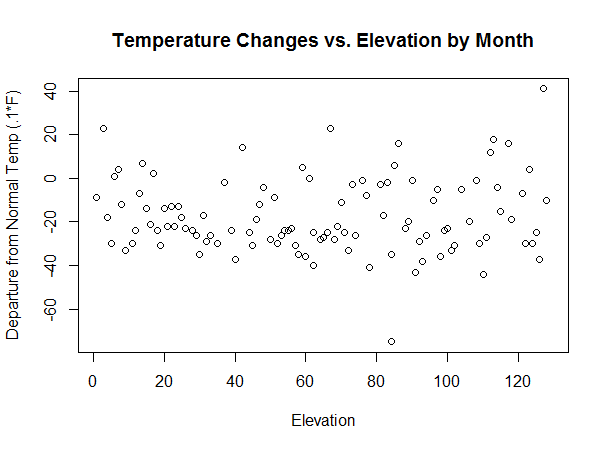 Temperature Changes vs. Elevation by Month
Departure from Normal Temp (.1*F)
40
20
0
-20
-40
-60
0 20 40 60 80 100 120
Elevation